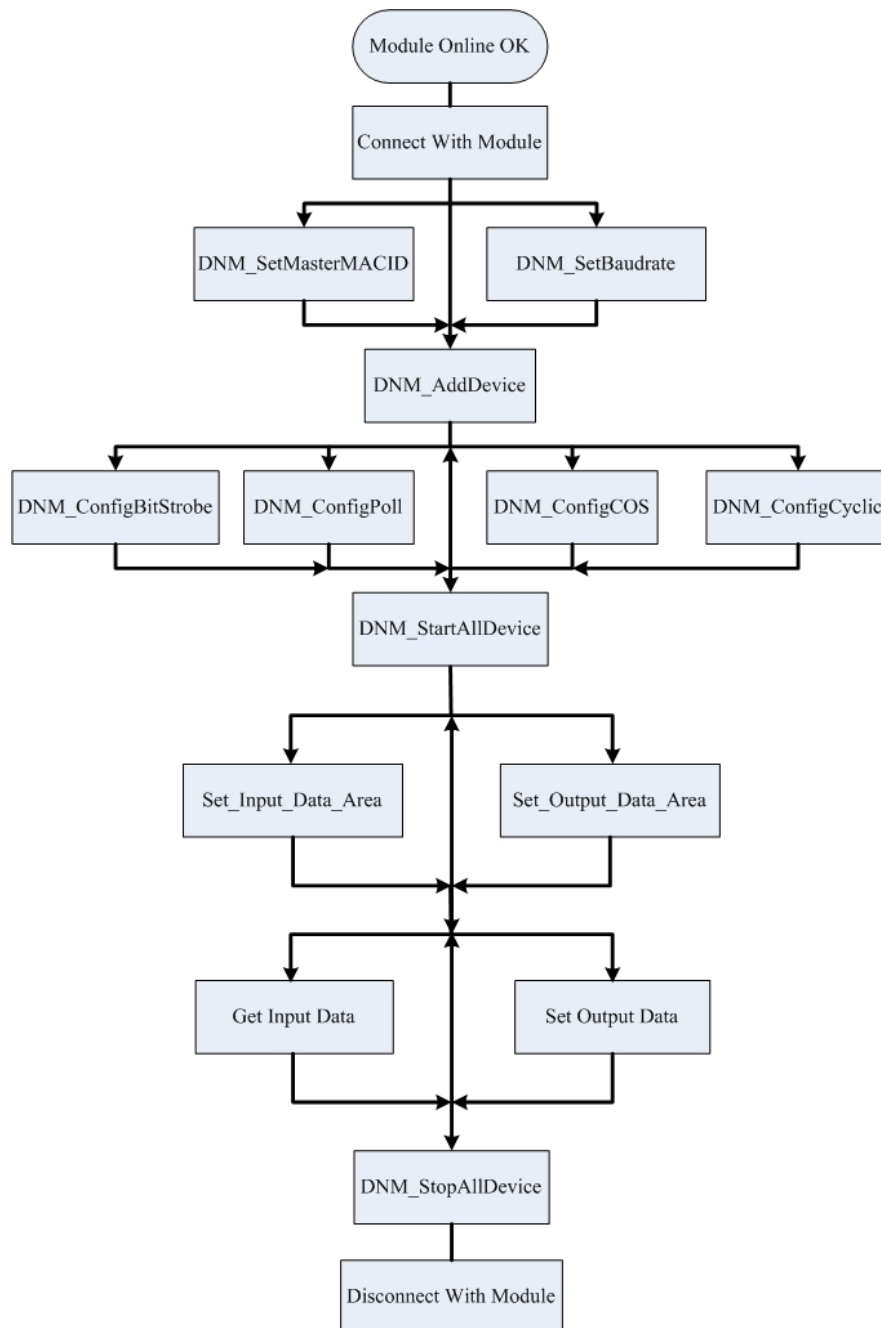 Module Online OK
Connect With Module
DNM_SetMasterMACID
DNM_SetBaudrate
DNM_AddDevice
DNM_ConfigBitStrobe
DNM_ConfigPoll
DNM_ConfigCOS
DNM_ConfigCyclic
DNM_StartAllDevice
Set_Input_Data_Area
Set_Output_Data_Area
Get Input Data
Set Output Data
DNM_StopAllDevice
Disconnect With Module